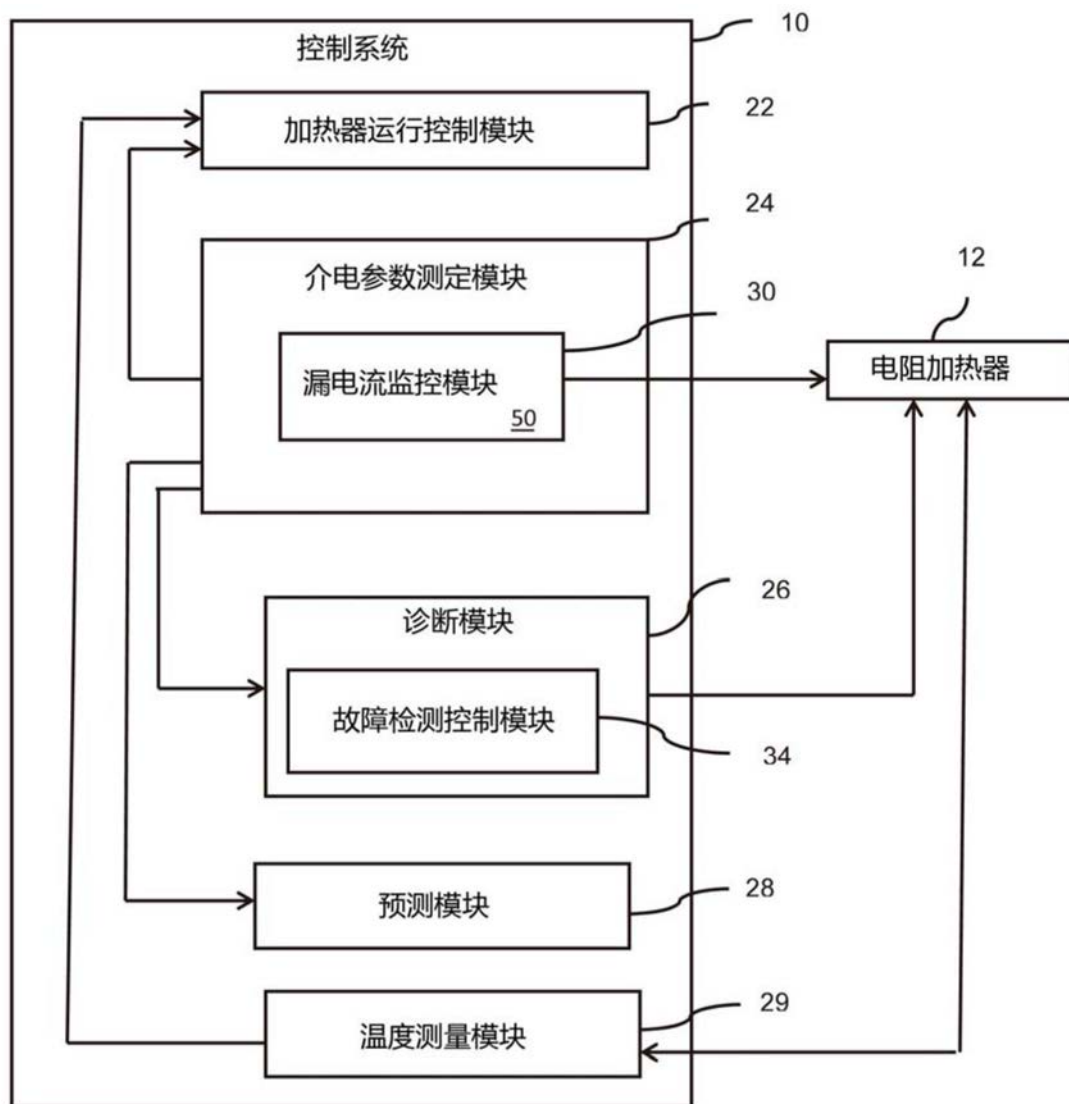 控制系统
10
加热器运行控制模块
22
24
介电参数测定模块
30
漏电流监控模块
50
12
电阻加热器
26
诊断模块
故障检测控制模块
34
预测模块
28
温度测量模块
29